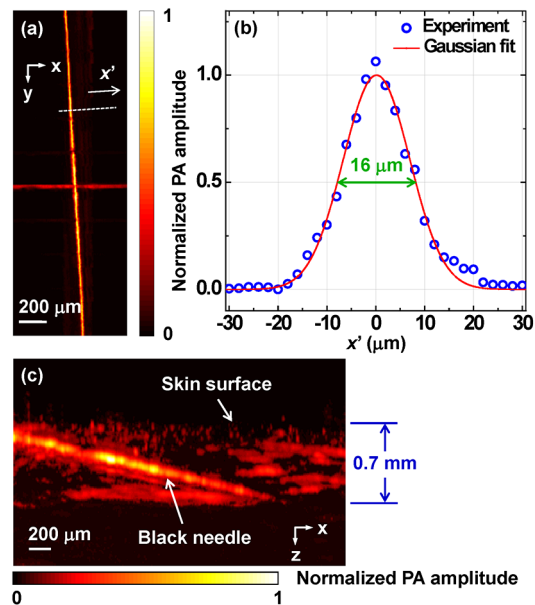 (a)
x
y
x'
200 μm
1
0
Normalized PA amplitude
(b)
Experiment
Gaussian fit
1.0
0.5
0.0
16 μm
-30 -20 -10 0 10 20 30
x' (μm)
(c)
Skin surface
Black needle
200 μm
x
z
0.7 mm
0 1
Normalized PA amplitude